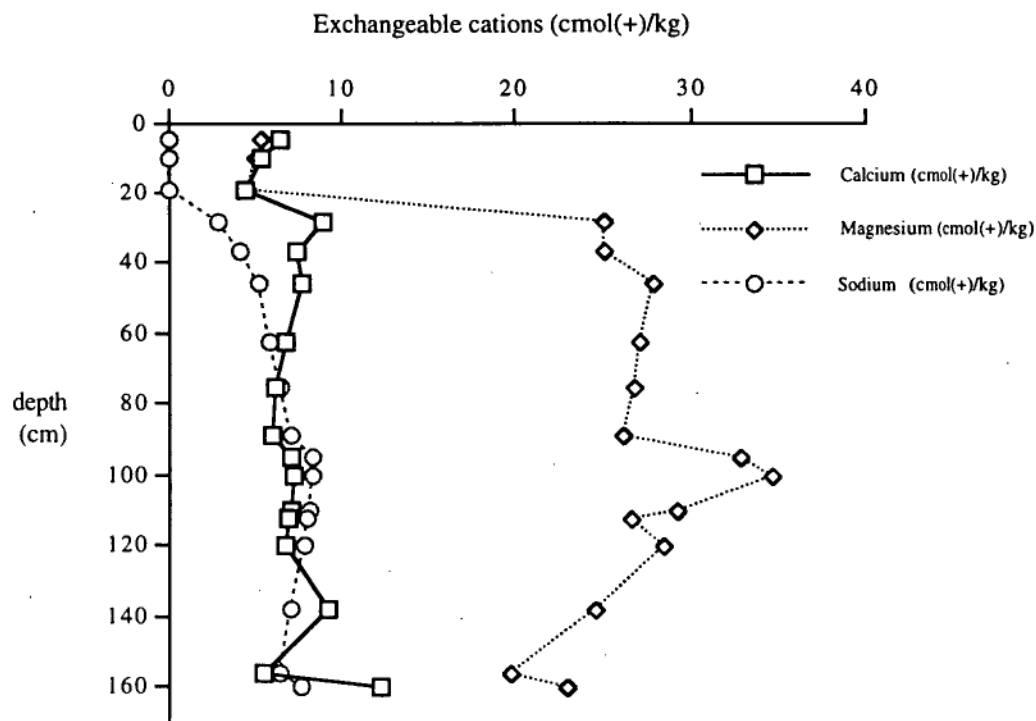 Exchangeable cations (cmol(+)/kg)
0 10 20 30 40
0
20
40
60
80
100
120
140
160
depth
(cm)
Calcium (cmol(+)/kg)
Magnesium (cmol(+)/kg)
Sodium (cmol(+)/kg)